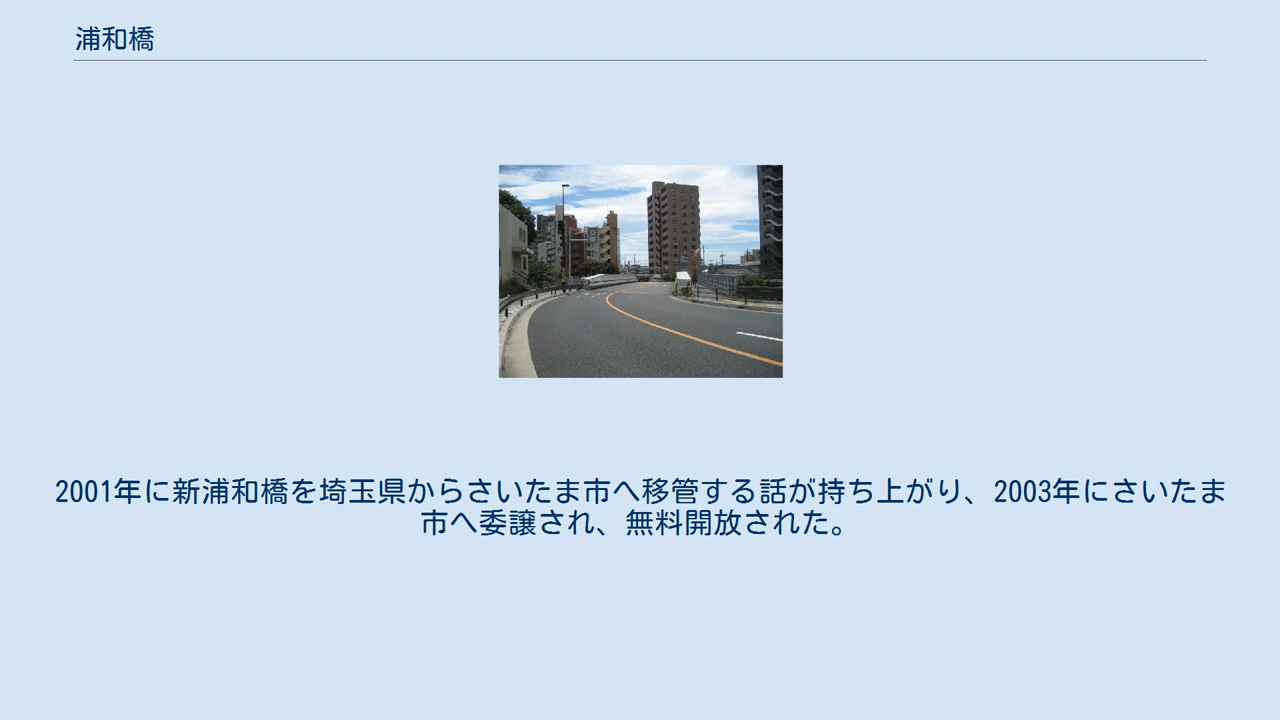 浦和橋
2001年に新浦和橋を埼玉県からさいたま市へ移管する話が持ち上がり、2003年にさいたま
市へ委譲され、無料開放された。